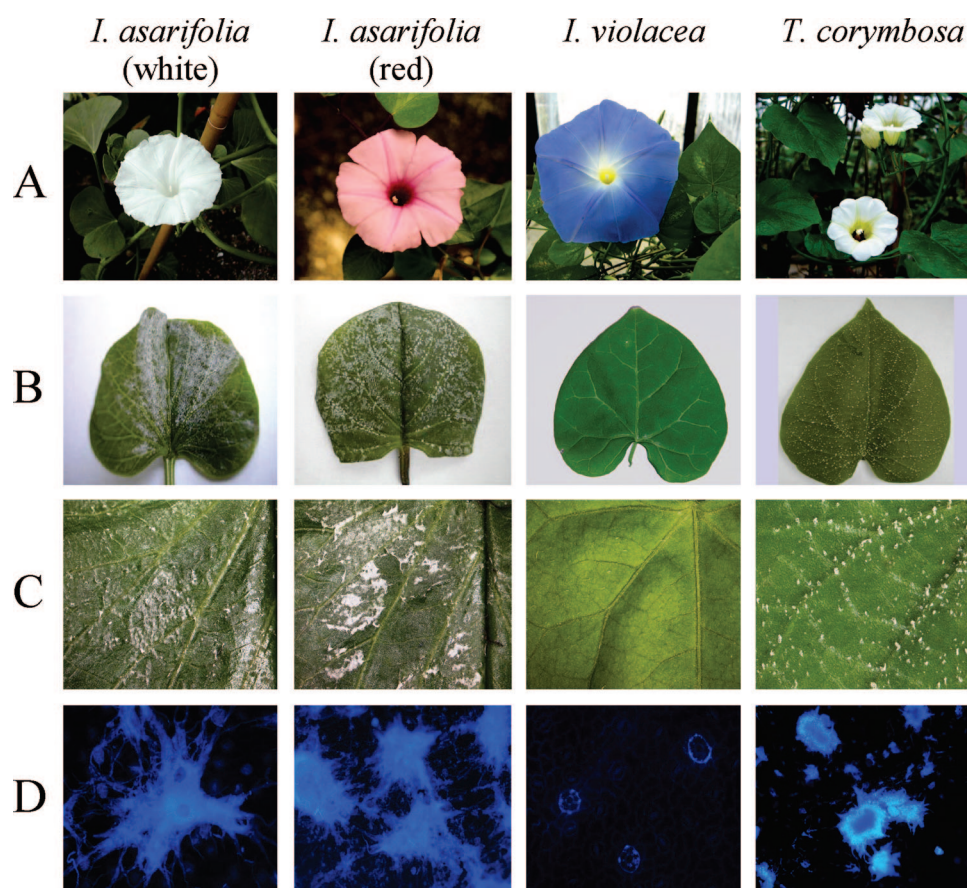 I. asarifolia
(white)
I. asarifolia
(red)
I. violacea
T. corymbosa
A
B
C
D